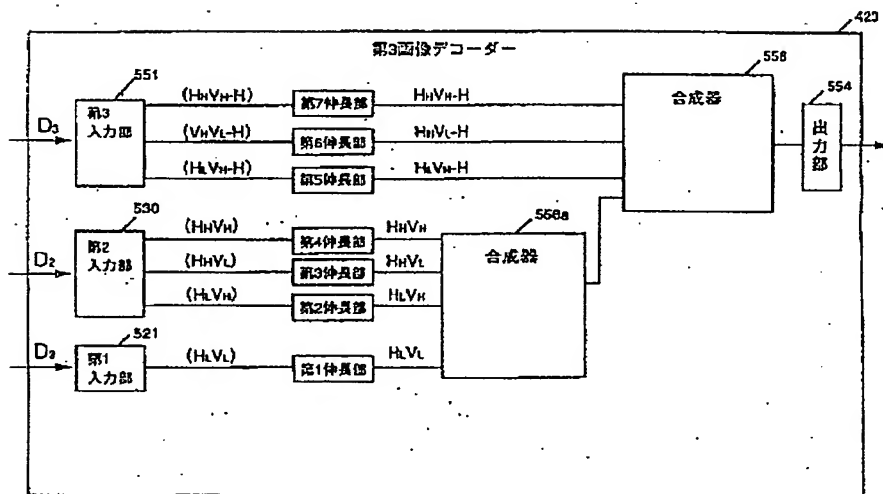 423
第3画像デコーダー
551
556
554
第3
入力部
D3
(HHVH-H)
第7伸長部
HHVH-H
(VHVL-H)
第6伸長部
HHVL-H
(HLVH-H)
第5伸長部
HLVH-H
合成器
出力部
530
第2
入力部
D2
(HHVH)
第4伸長部
HHVH
(HHVL)
第3伸長部
HHVL
(HLVH)
第2伸長部
HLVH
556a
合成器
521
第1
入力部
D3
(HLVL)
第1伸長部
HLVL